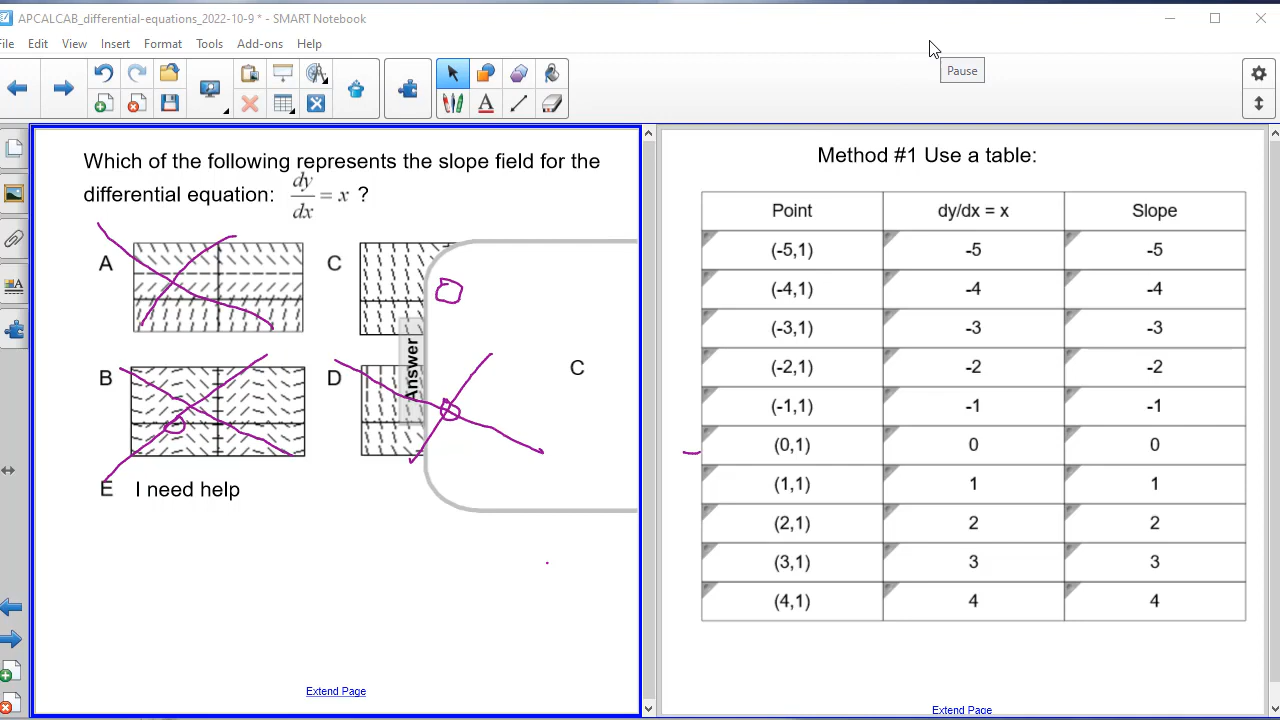 APCALCAB_differential-equations_2022-10-9 * - SMART Notebook
File Edit View Insert Format Tools Add-ons Help
Pause
Which of the following represents the slope field for the
differential equation: dy/dx = x ?
A
C
B
D
Answer
C
E I need help
Extend Page
Method #1 Use a table:
Point dy/dx = x Slope
(-5,1) -5 -5
(-4,1) -4 -4
(-3,1) -3 -3
(-2,1) -2 -2
(-1,1) -1 -1
(0,1) 0 0
(1,1) 1 1
(2,1) 2 2
(3,1) 3 3
(4,1) 4 4
Extend Page